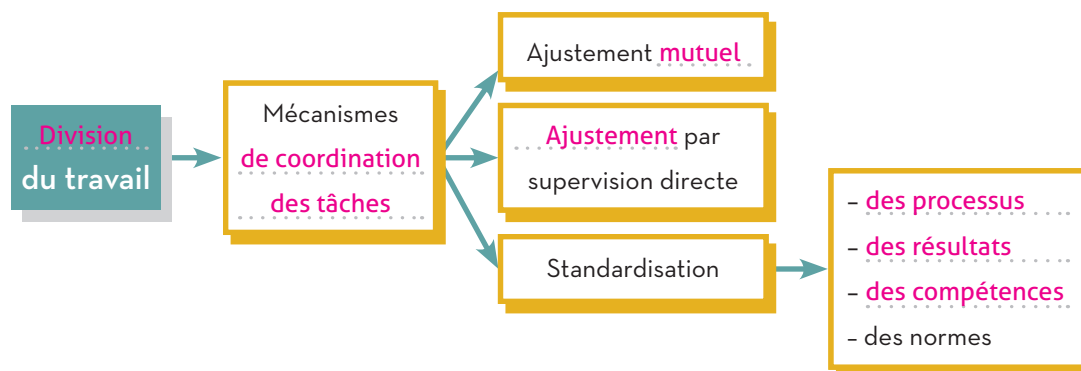 Division
du travail
Mécanismes
de coordination
des tâches
Ajustement mutuel
Ajustement par
supervision directe
Standardisation
– des processus
– des résultats
– des compétences
– des normes